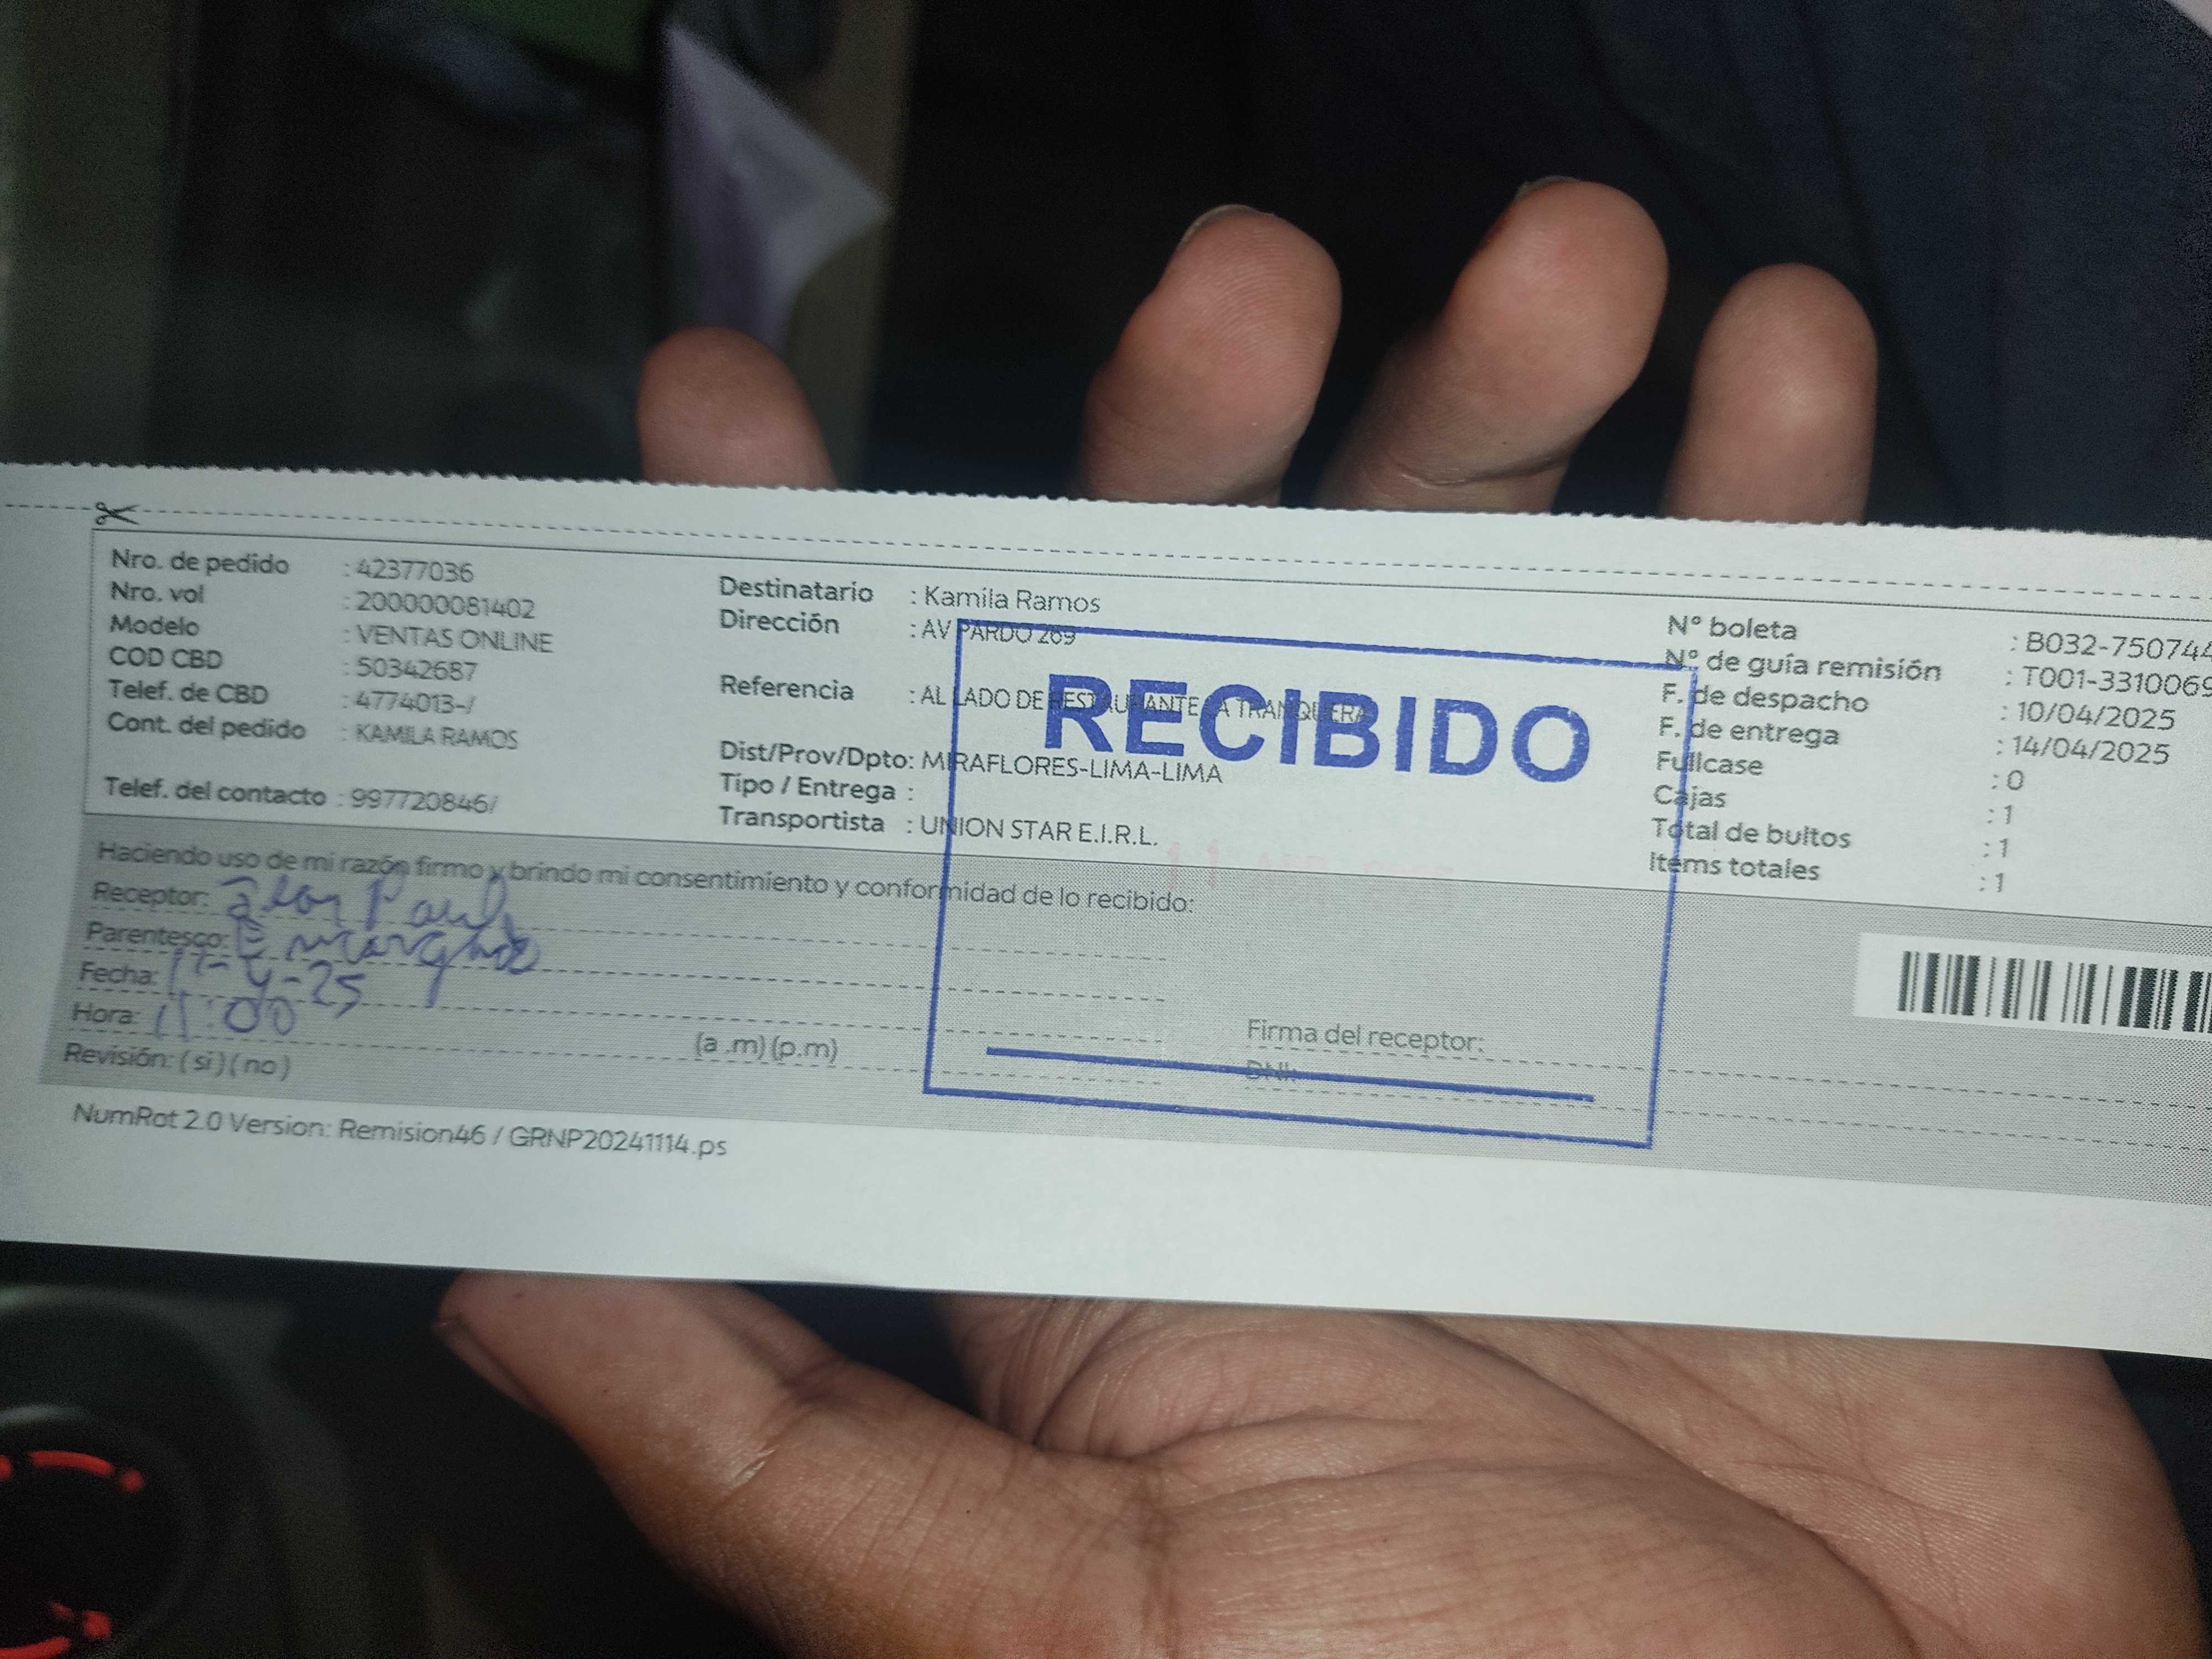 Nro. de pedido : 42377036
Nro. vol : 200000081402
Modelo : VENTAS ONLINE
COD CBD : 50342687
Telef. de CBD : 4774013-/
Cont. del pedido : KAMILA RAMOS
Telef. del contacto : 997720846/
Destinatario : Kamila Ramos
Dirección : AV PARDO 269
Referencia : AL LADO DE RESTAURANTE LA TRANQUERA
Dist/Prov/Dpto: MIRAFLORES-LIMA-LIMA
Tipo / Entrega :
Transportista : UNION STAR E.I.R.L.
RECIBIDO
N° boleta : B032-750744
N° de guía remisión : T001-3310069
F. de despacho : 10/04/2025
F. de entrega : 14/04/2025
Fullcase : 0
Cajas : 1
Total de bultos : 1
Items totales : 1
Haciendo uso de mi razón firmo y brindo mi consentimiento y conformidad de lo recibido:
Receptor: Paul
Parentesco:
Fecha: 11-4-25
Hora: 11:00 (a .m) (p.m)
Revisión: ( si ) ( no )
Firma del receptor:
DNI:
NumRot 2.0 Version: Remision46 / GRNP20241114.ps